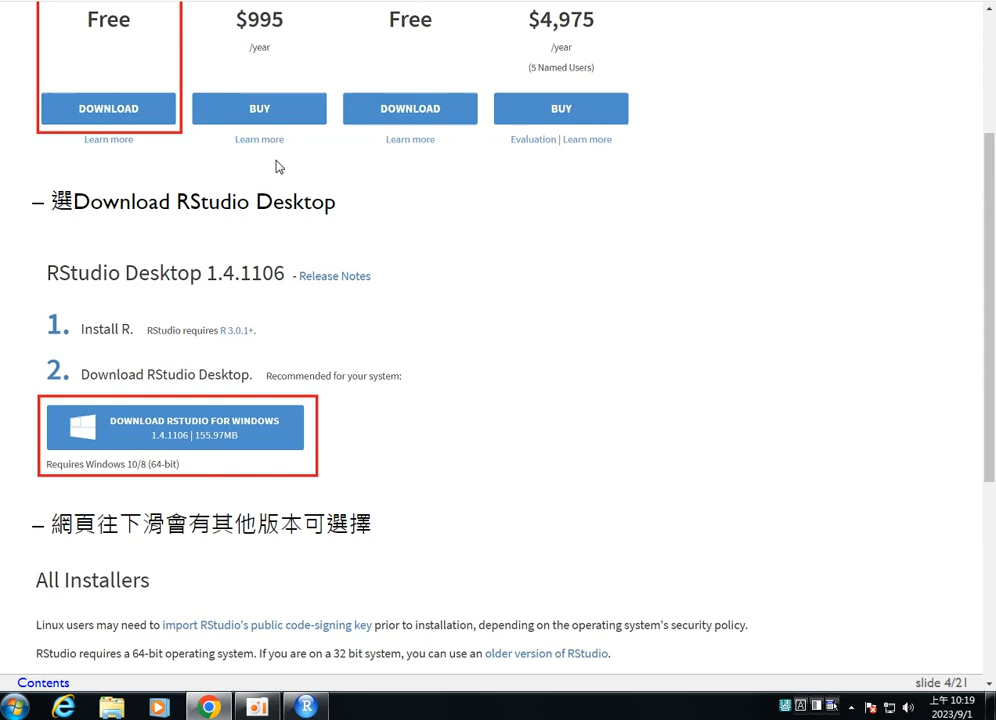 Free $995 Free $4,975
/year /year
(5 Named Users)
DOWNLOAD BUY DOWNLOAD BUY
Learn more Learn more Learn more Evaluation | Learn more
– 選Download RStudio Desktop
RStudio Desktop 1.4.1106 - Release Notes
1. Install R. RStudio requires R 3.0.1+.
2. Download RStudio Desktop. Recommended for your system:
DOWNLOAD RSTUDIO FOR WINDOWS
1.4.1106 | 155.97MB
Requires Windows 10/8 (64-bit)
– 網頁往下滑會有其他版本可選擇
All Installers
Linux users may need to import RStudio's public code-signing key prior to installation, depending on the operating system's security policy.
RStudio requires a 64-bit operating system. If you are on a 32 bit system, you can use an older version of RStudio.
Contents slide 4/21
上午 10:19
2023/9/1